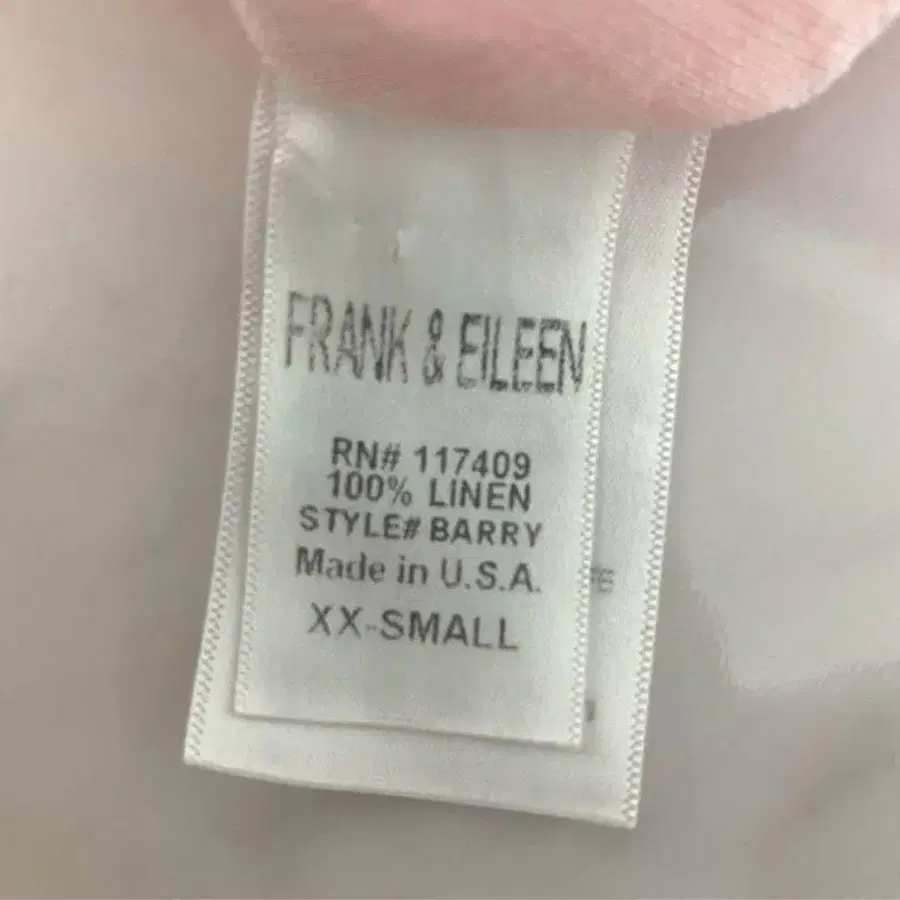 FRANK & EILEEN
RN# 117409
100% LINEN
STYLE# BARRY
Made in U.S.A.
XX-SMALL